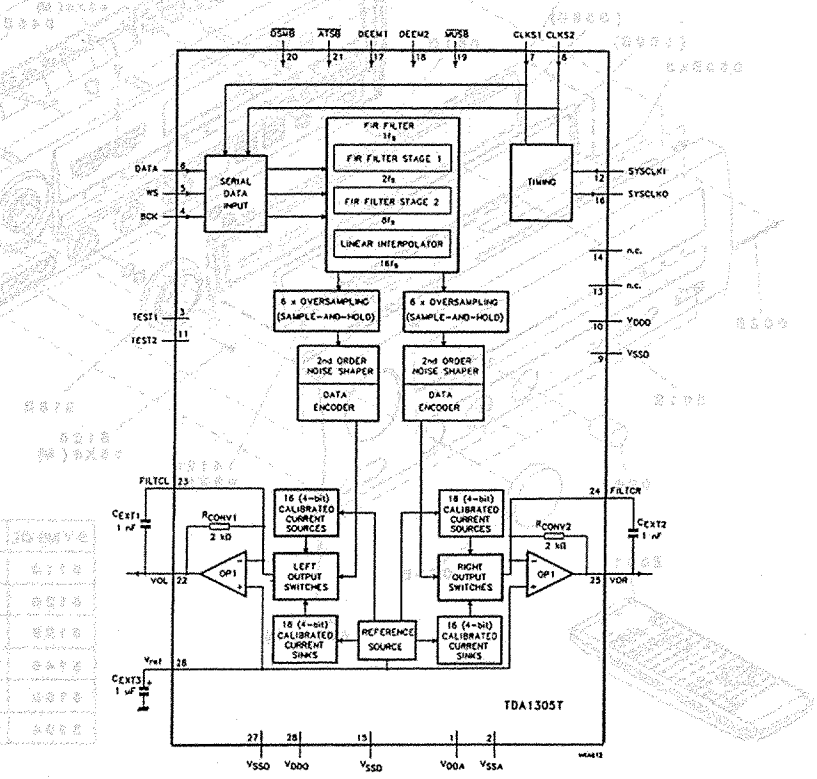 DSMB ATSB DEEM1 DEEM2 MUSB CLKS1 CLKS2
20 21 17 18 19 7 8
FIR FILTER
1fs
FIR FILTER STAGE 1
2fs
FIR FILTER STAGE 2
8fs
LINEAR INTERPOLATOR
16fs
DATA 6
WS 5
BCK 4
SERIAL
DATA
INPUT
TIMING
12 SYSCLKI
16 SYSCLKO
14 n.c.
13 n.c.
10 VDDD
9 VSSD
6 x OVERSAMPLING
(SAMPLE-AND-HOLD)
6 x OVERSAMPLING
(SAMPLE-AND-HOLD)
TEST1 3
TEST2 11
2nd ORDER
NOISE SHAPER
DATA
ENCODER
2nd ORDER
NOISE SHAPER
DATA
ENCODER
FILTCL 23
24 FILTCR
CEXT1
1 nF
RCONV1
2 kΩ
16 (4-bit)
CALIBRATED
CURRENT
SOURCES
16 (4-bit)
CALIBRATED
CURRENT
SOURCES
RCONV2
2 kΩ
CEXT2
1 nF
VOL 22
OP1
LEFT
OUTPUT
SWITCHES
RIGHT
OUTPUT
SWITCHES
OP1
25 VOR
16 (4-bit)
CALIBRATED
CURRENT
SINKS
REFERENCE
SOURCE
16 (4-bit)
CALIBRATED
CURRENT
SINKS
Vref 26
CEXT3
1 uF
+
TDA1305T
27 28 15 1 2
VSSO VDDO VSSD VDDA VSSA